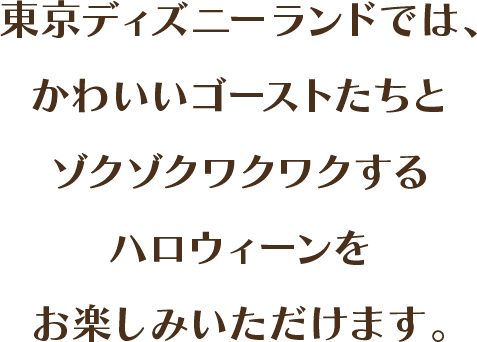 東京ディズニーランドでは、
かわいいゴーストたちと
ゾクゾクワクワクする
ハロウィーンを
お楽しみいただけます。